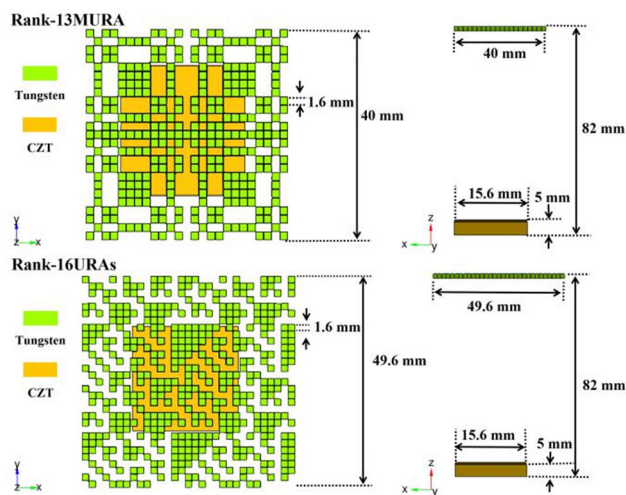 Rank-13MURA
Tungsten
CZT
1.6 mm
40 mm
y
z x
40 mm
82 mm
15.6 mm
5 mm
z
x y
Rank-16URAs
Tungsten
CZT
1.6 mm
49.6 mm
y
z x
49.6 mm
82 mm
15.6 mm
5 mm
z
x y